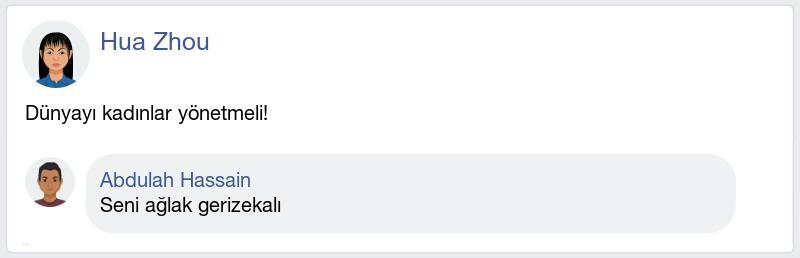 Hua Zhou
Dünyayı kadınlar yönetmeli!
Abdulah Hassain
Seni ağlak gerizekalı